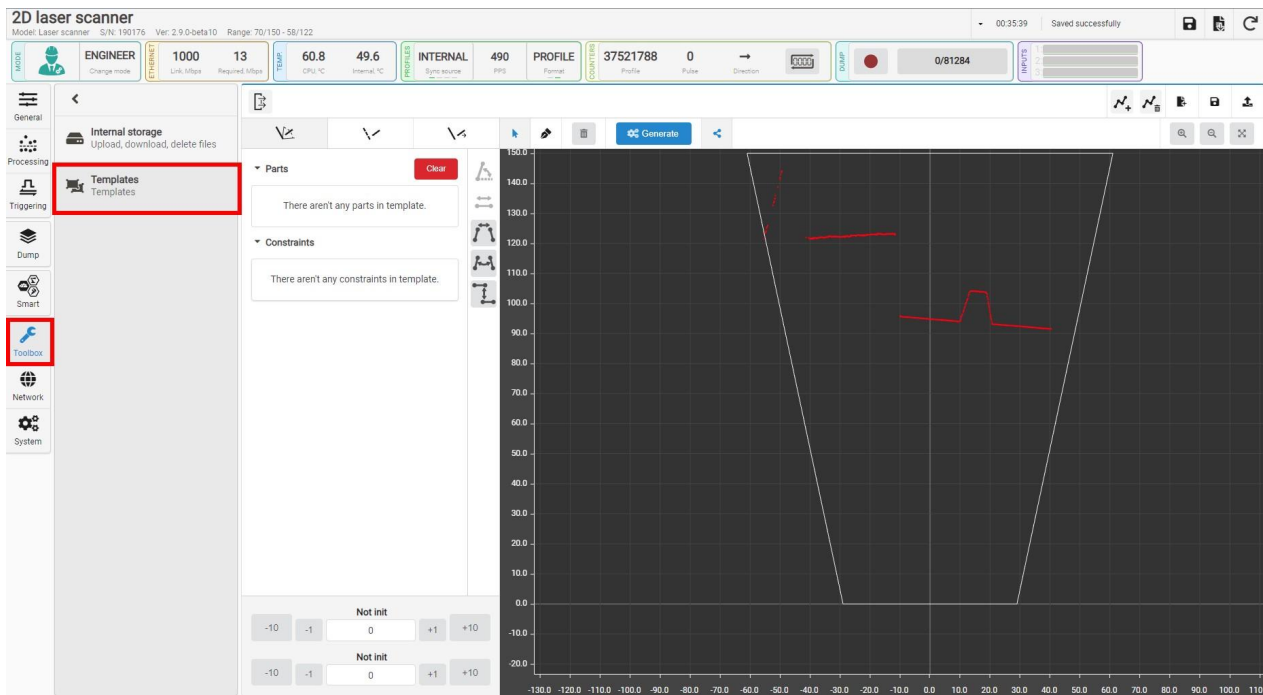 2D laser scanner
Model: Laser scanner S/N: 190176 Ver: 2.9.0-beta10 Range: 70/150 - 58/122
00:35:39 Saved successfully
MODE
ENGINEER
Change mode
ETHERNET
1000
Link, Mbps
13
Required, Mbps
TEMP.
60.8
CPU, °C
49.6
Internal, °C
PROFILES
INTERNAL
Sync source
490
PPS
PROFILE
Format
COUNTERS
37521788
Profile
0
Pulse
Direction
0000
DUMP
0/81284
INPUTS
1
2
3
General
Processing
Triggering
Dump
Smart
Toolbox
Network
System
Internal storage
Upload, download, delete files
Templates
Templates
Generate
Parts
Clear
There aren't any parts in template.
Constraints
There aren't any constraints in template.
Not init
-10 -1 0 +1 +10
Not init
-10 -1 0 +1 +10
150.0
140.0
130.0
120.0
110.0
100.0
90.0
80.0
70.0
60.0
50.0
40.0
30.0
20.0
10.0
0.0
-10.0
-20.0
-130.0 -120.0 -110.0 -100.0 -90.0 -80.0 -70.0 -60.0 -50.0 -40.0 -30.0 -20.0 -10.0 0.0 10.0 20.0 30.0 40.0 50.0 60.0 70.0 80.0 90.0 100.0 110